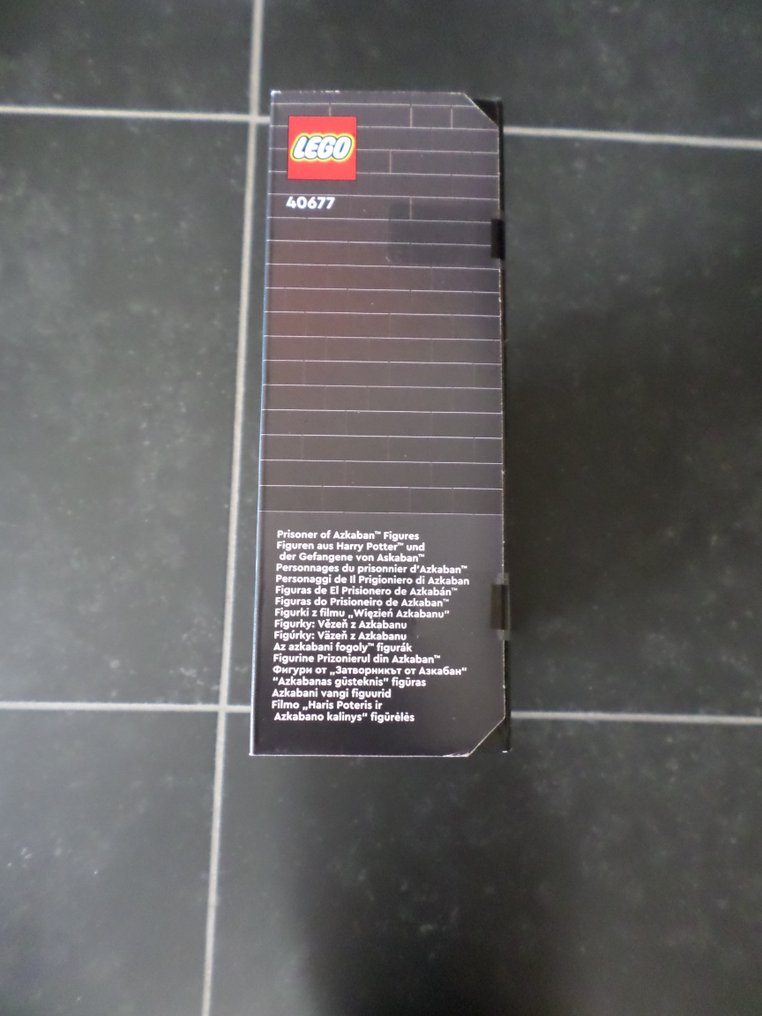 LEGO
40677
Prisoner of Azkaban™ Figures
Figuren aus Harry Potter™ und
der Gefangene von Askaban™
Personnages du prisonnier d'Azkaban™
Personaggi de Il Prigioniero di Azkaban
Figuras de El Prisionero de Azkabán™
Figuras do Prisioneiro de Azkaban™
Figurki z filmu „Więzień Azkabanu”
Figurky: Vězeň z Azkabanu
Figúrky: Väzeň z Azkabanu
Az azkabani fogoly™ figurák
Figurine Prizonierul din Azkaban™
Фигури от „Затворникът от Азкабан“
“Azkabanas gūsteknis” figūras
Azkabani vangi figuurid
Filmo „Haris Poteris ir
Azkabano kalinys“ figūrėlės